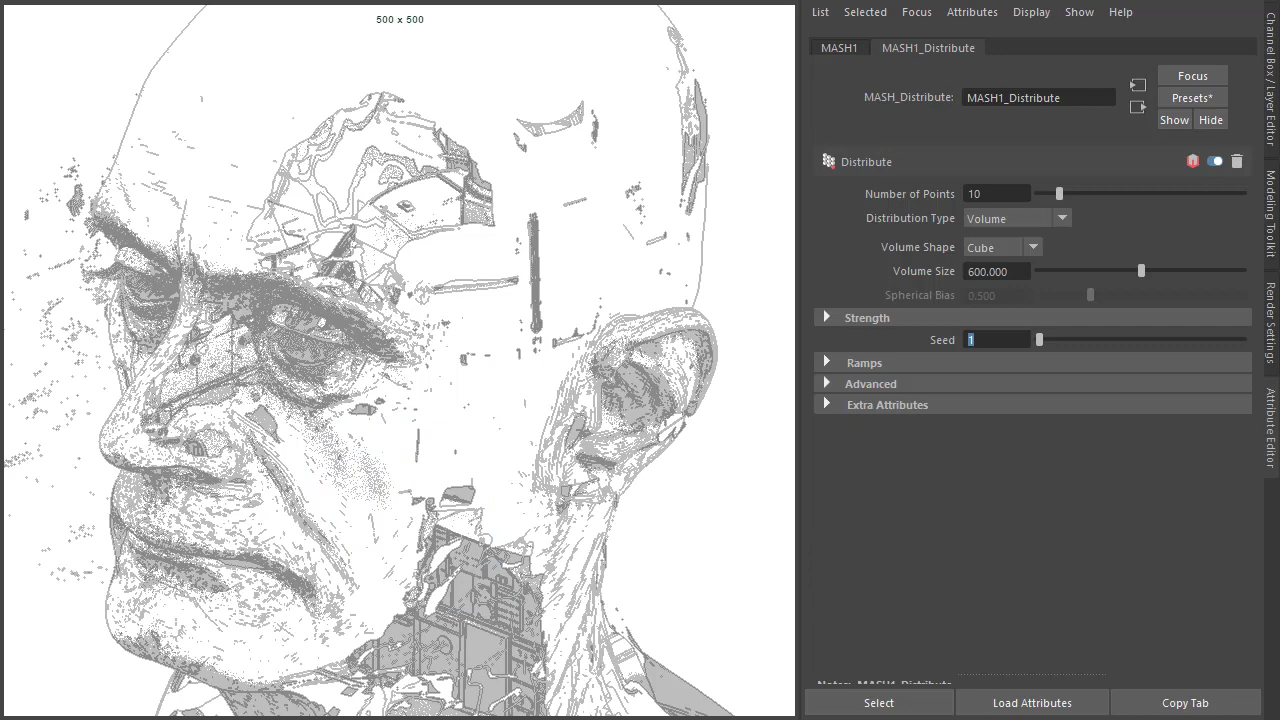 500 x 500
List Selected Focus Attributes Display Show Help
MASH1 MASH1_Distribute
MASH_Distribute: MASH1_Distribute
Focus
Presets*
Show Hide
Distribute
Number of Points 10
Distribution Type Volume
Volume Shape Cube
Volume Size 600.000
Spherical Bias 0.500
Strength
Seed 1
Ramps
Advanced
Extra Attributes
Notes: MASH1_Distribute
Select Load Attributes Copy Tab
Channel Box / Layer Editor
Modeling Toolkit
Render Settings
Attribute Editor